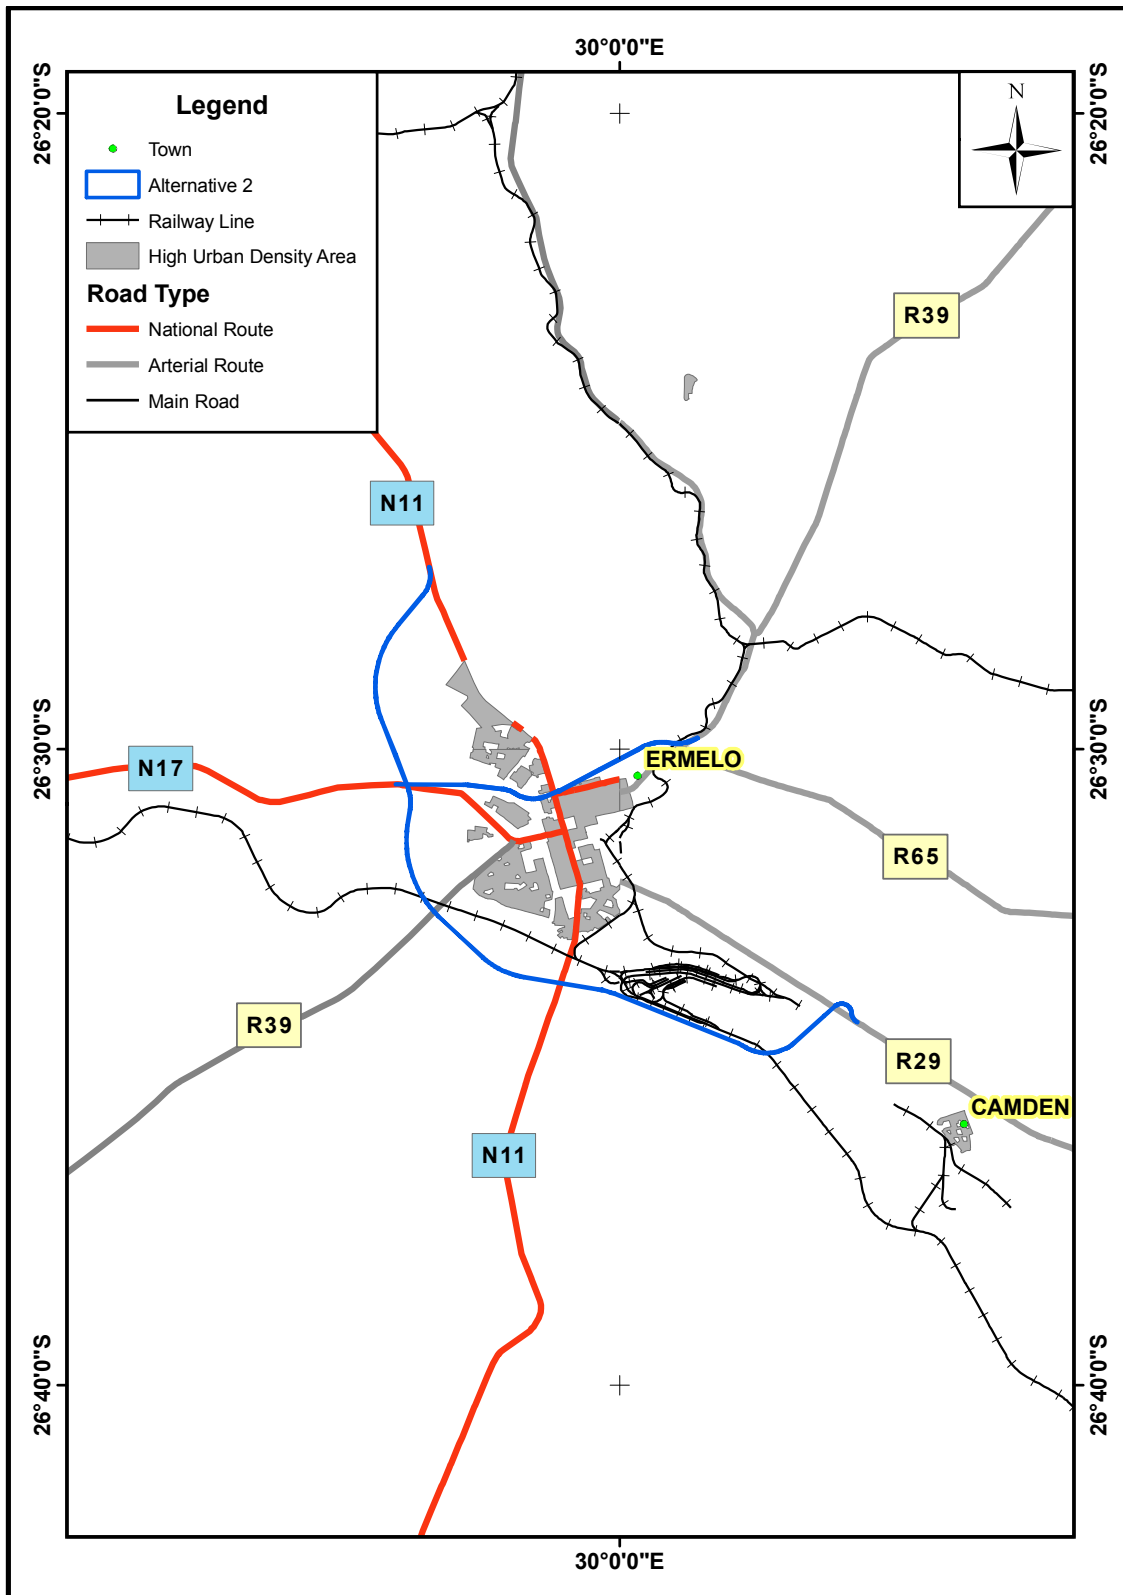 30°0'0"E
26°20'0"S
26°20'0"S
Legend
Town
Alternative 2
Railway Line
High Urban Density Area
Road Type
National Route
Arterial Route
Main Road
N
R39
N11
26°30'0"S
26°30'0"S
ERMELO
N17
R65
R39
R29
CAMDEN
N11
26°40'0"S
26°40'0"S
30°0'0"E